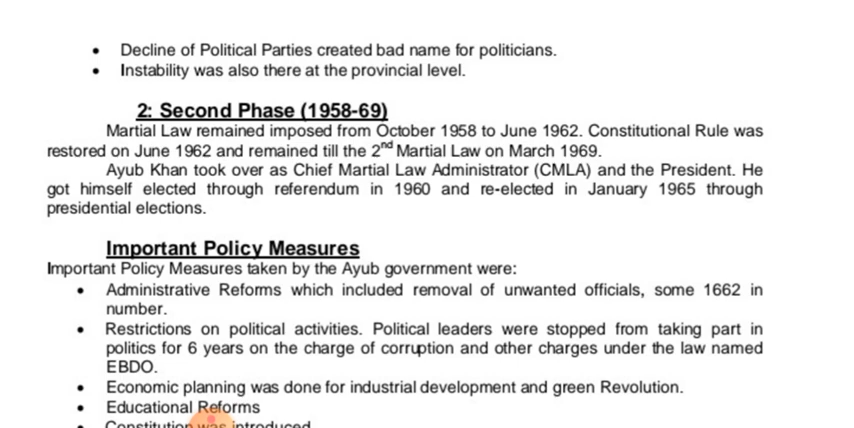 • Decline of Political Parties created bad name for politicians.
• Instability was also there at the provincial level.
2: Second Phase (1958-69)
Martial Law remained imposed from October 1958 to June 1962. Constitutional Rule was
restored on June 1962 and remained till the 2nd Martial Law on March 1969.
Ayub Khan took over as Chief Martial Law Administrator (CMLA) and the President. He
got himself elected through referendum in 1960 and re-elected in January 1965 through
presidential elections.
Important Policy Measures
Important Policy Measures taken by the Ayub government were:
• Administrative Reforms which included removal of unwanted officials, some 1662 in
number.
• Restrictions on political activities. Political leaders were stopped from taking part in
politics for 6 years on the charge of corruption and other charges under the law named
EBDO.
• Economic planning was done for industrial development and green Revolution.
• Educational Reforms
• Constitution was introduced